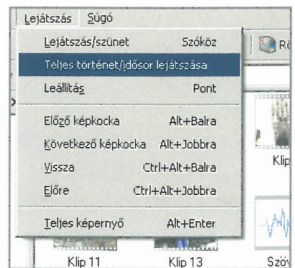 Lejátszás Súgó
Lejátszás/szünet Szóköz
Teljes történet/idősor lejátszása
Leállítás Pont
Előző képkocka Alt+Balra
Következő képkocka Alt+Jobbra
Vissza Ctrl+Alt+Balra
Előre Ctrl+Alt+Jobbra
Teljes képernyő Alt+Enter
Klip 11 Klip 13